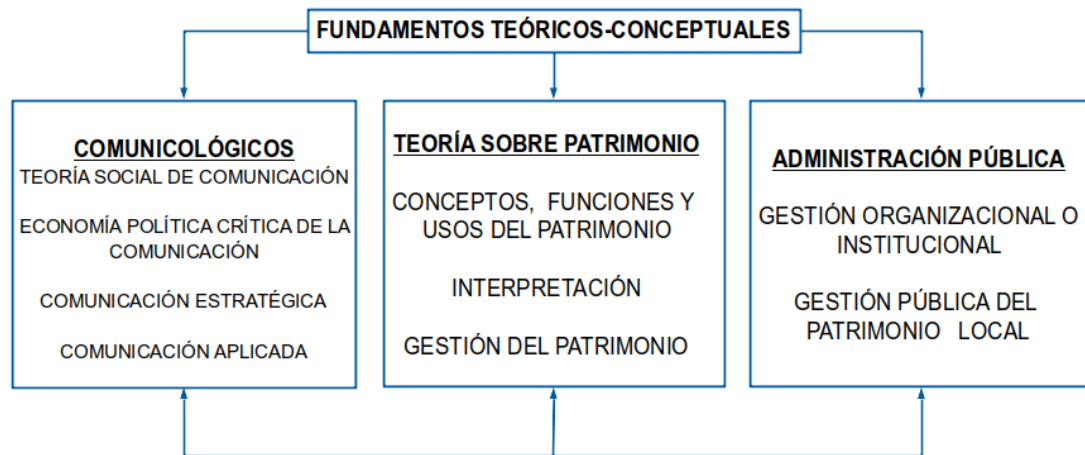 FUNDAMENTOS TEÓRICOS-CONCEPTUALES
COMUNICOLÓGICOS
TEORÍA SOCIAL DE COMUNICACIÓN
ECONOMÍA POLÍTICA CRÍTICA DE LA
COMUNICACIÓN
COMUNICACIÓN ESTRATÉGICA
COMUNICACIÓN APLICADA
TEORÍA SOBRE PATRIMONIO
CONCEPTOS, FUNCIONES Y
USOS DEL PATRIMONIO
INTERPRETACIÓN
GESTIÓN DEL PATRIMONIO
ADMINISTRACIÓN PÚBLICA
GESTIÓN ORGANIZACIONAL O
INSTITUCIONAL
GESTIÓN PÚBLICA DEL
PATRIMONIO LOCAL